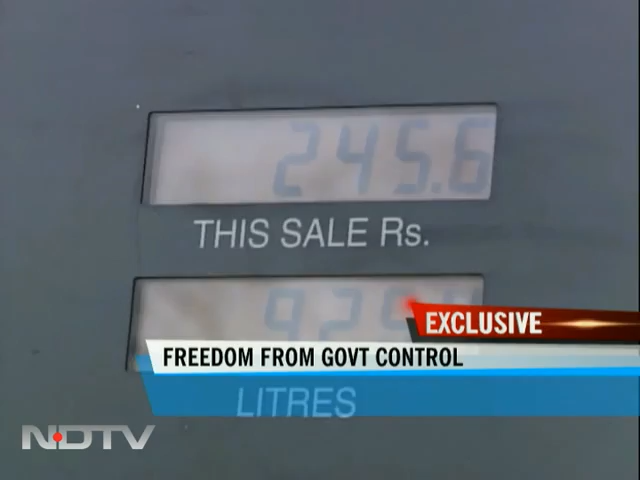 245.6
THIS SALE Rs.
EXCLUSIVE
FREEDOM FROM GOVT CONTROL
LITRES
NDTV